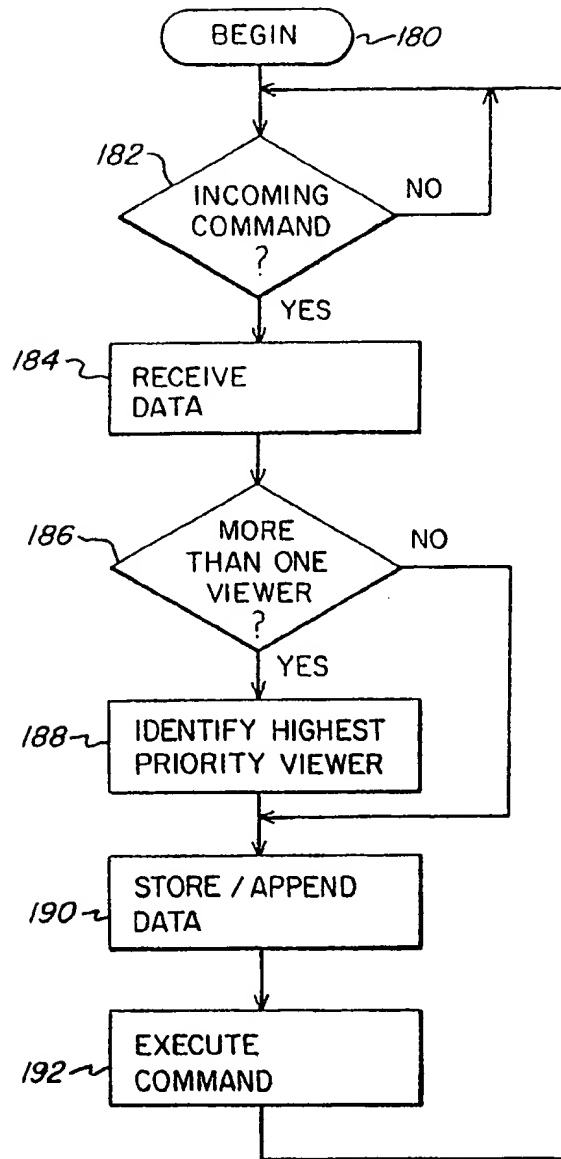 BEGIN
180
182
INCOMING
COMMAND
?
NO
YES
184
RECEIVE
DATA
186
MORE
THAN ONE
VIEWER
?
NO
YES
188
IDENTIFY HIGHEST
PRIORITY VIEWER
190
STORE / APPEND
DATA
192
EXECUTE
COMMAND